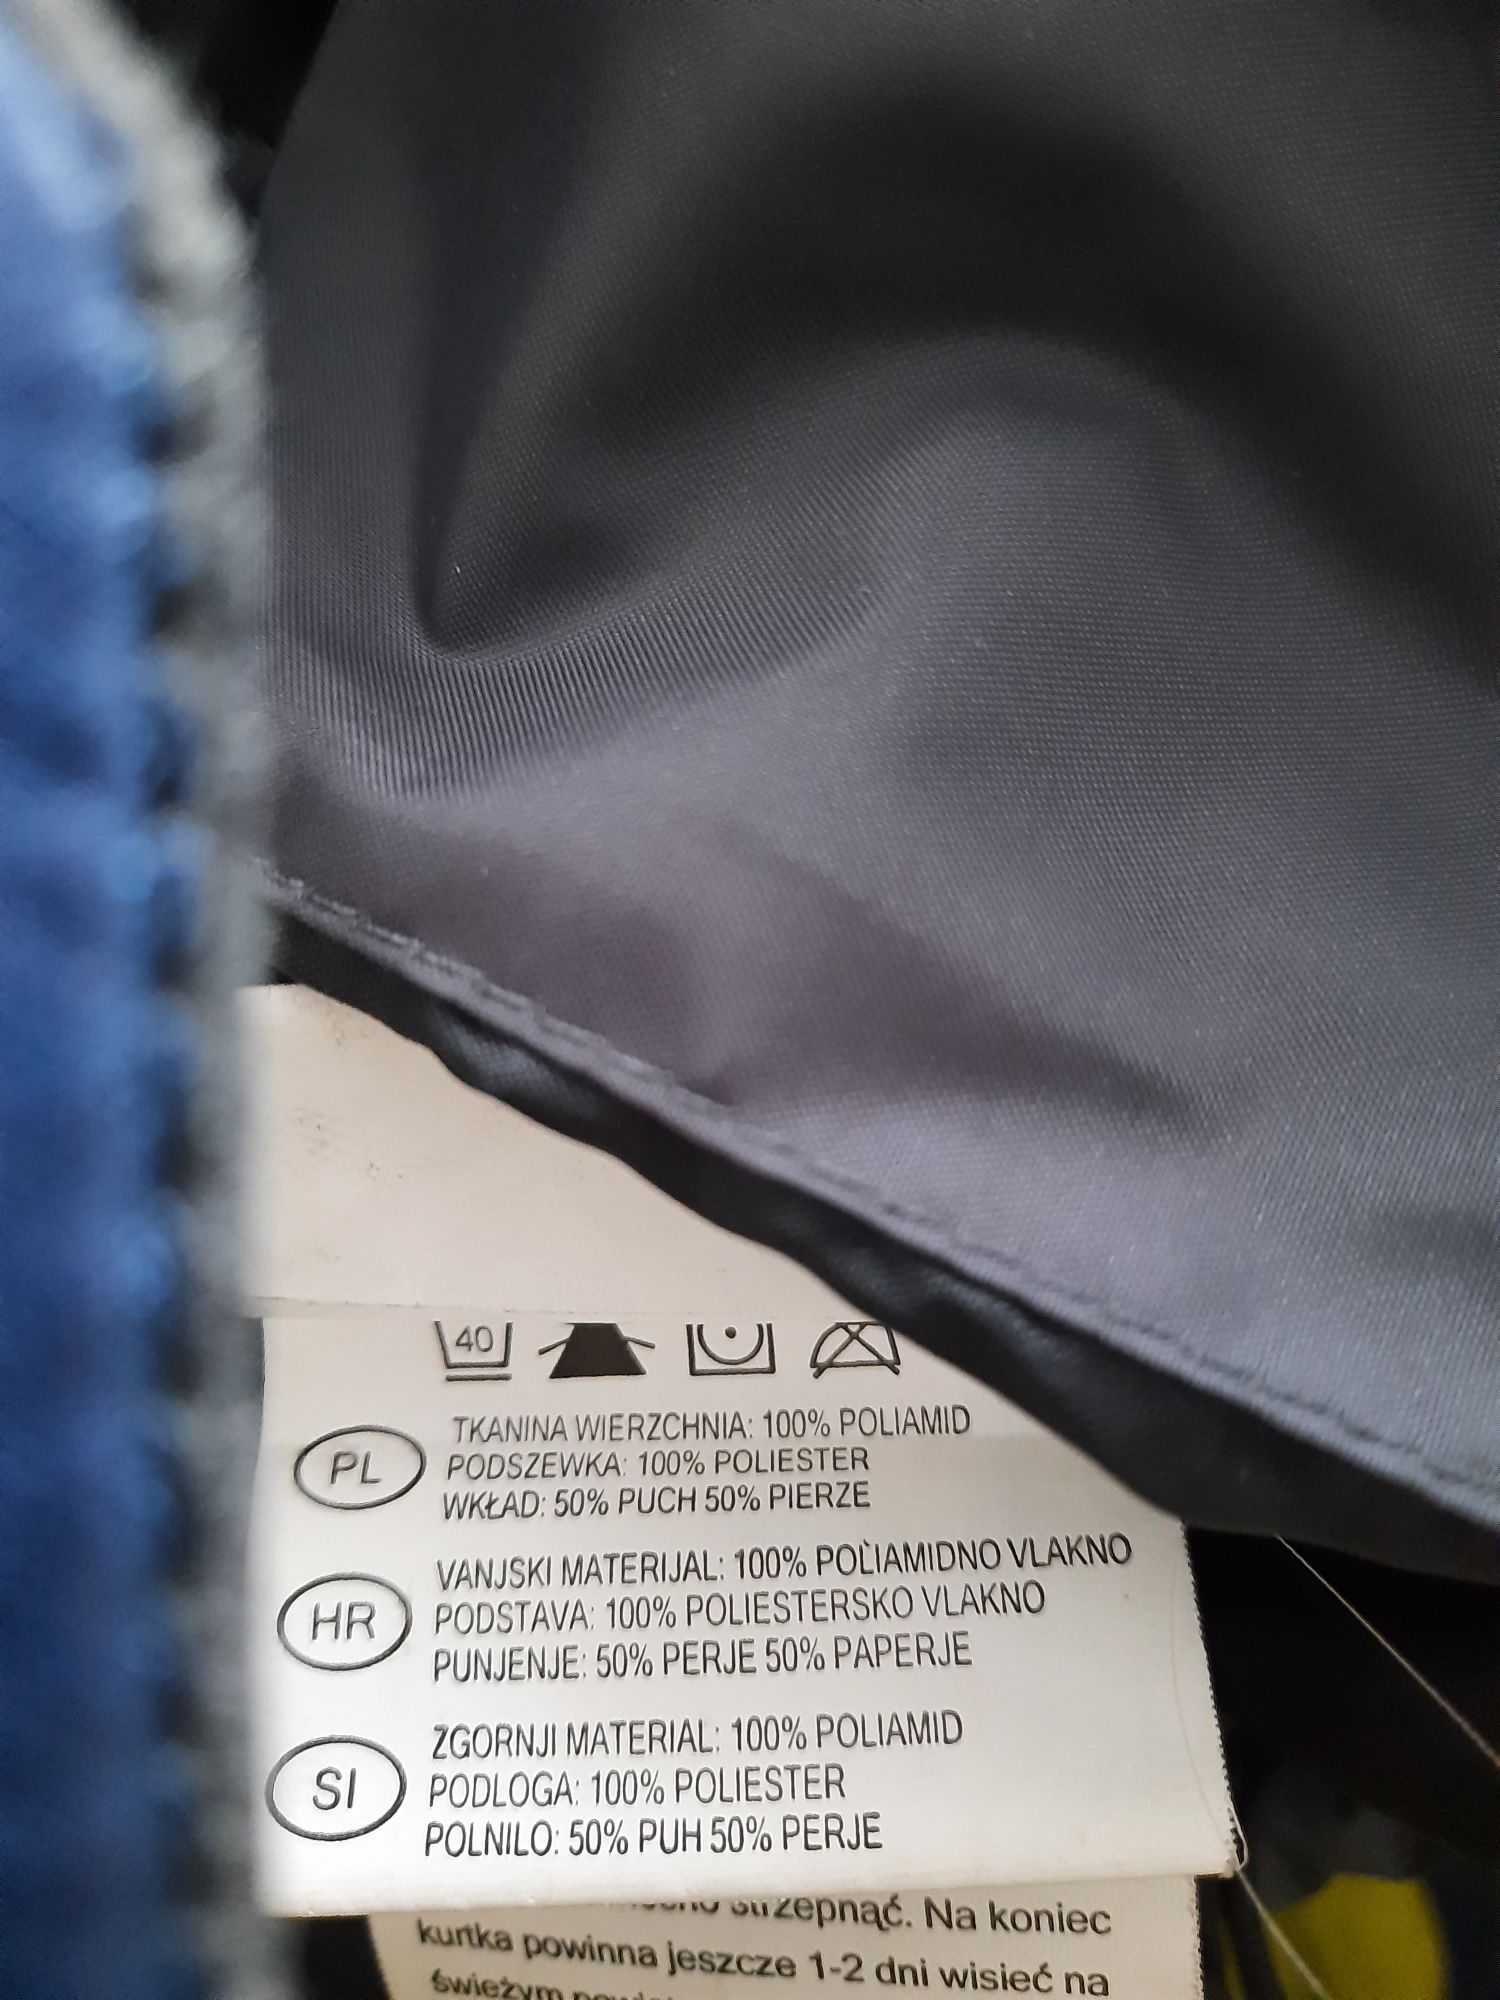 40
PL
TKANINA WIERZCHNIA: 100% POLIAMID
PODSZEWKA: 100% POLIESTER
WKŁAD: 50% PUCH 50% PIERZE
HR
VANJSKI MATERIJAL: 100% POLIAMIDNO VLAKNO
PODSTAVA: 100% POLIESTERSKO VLAKNO
PUNJENJE: 50% PERJE 50% PAPERJE
SI
ZGORNJI MATERIAL: 100% POLIAMID
PODLOGA: 100% POLIESTER
POLNILO: 50% PUH 50% PERJE
strzepnąć. Na koniec
kurtka powinna jeszcze 1-2 dni wisieć na
świeżym